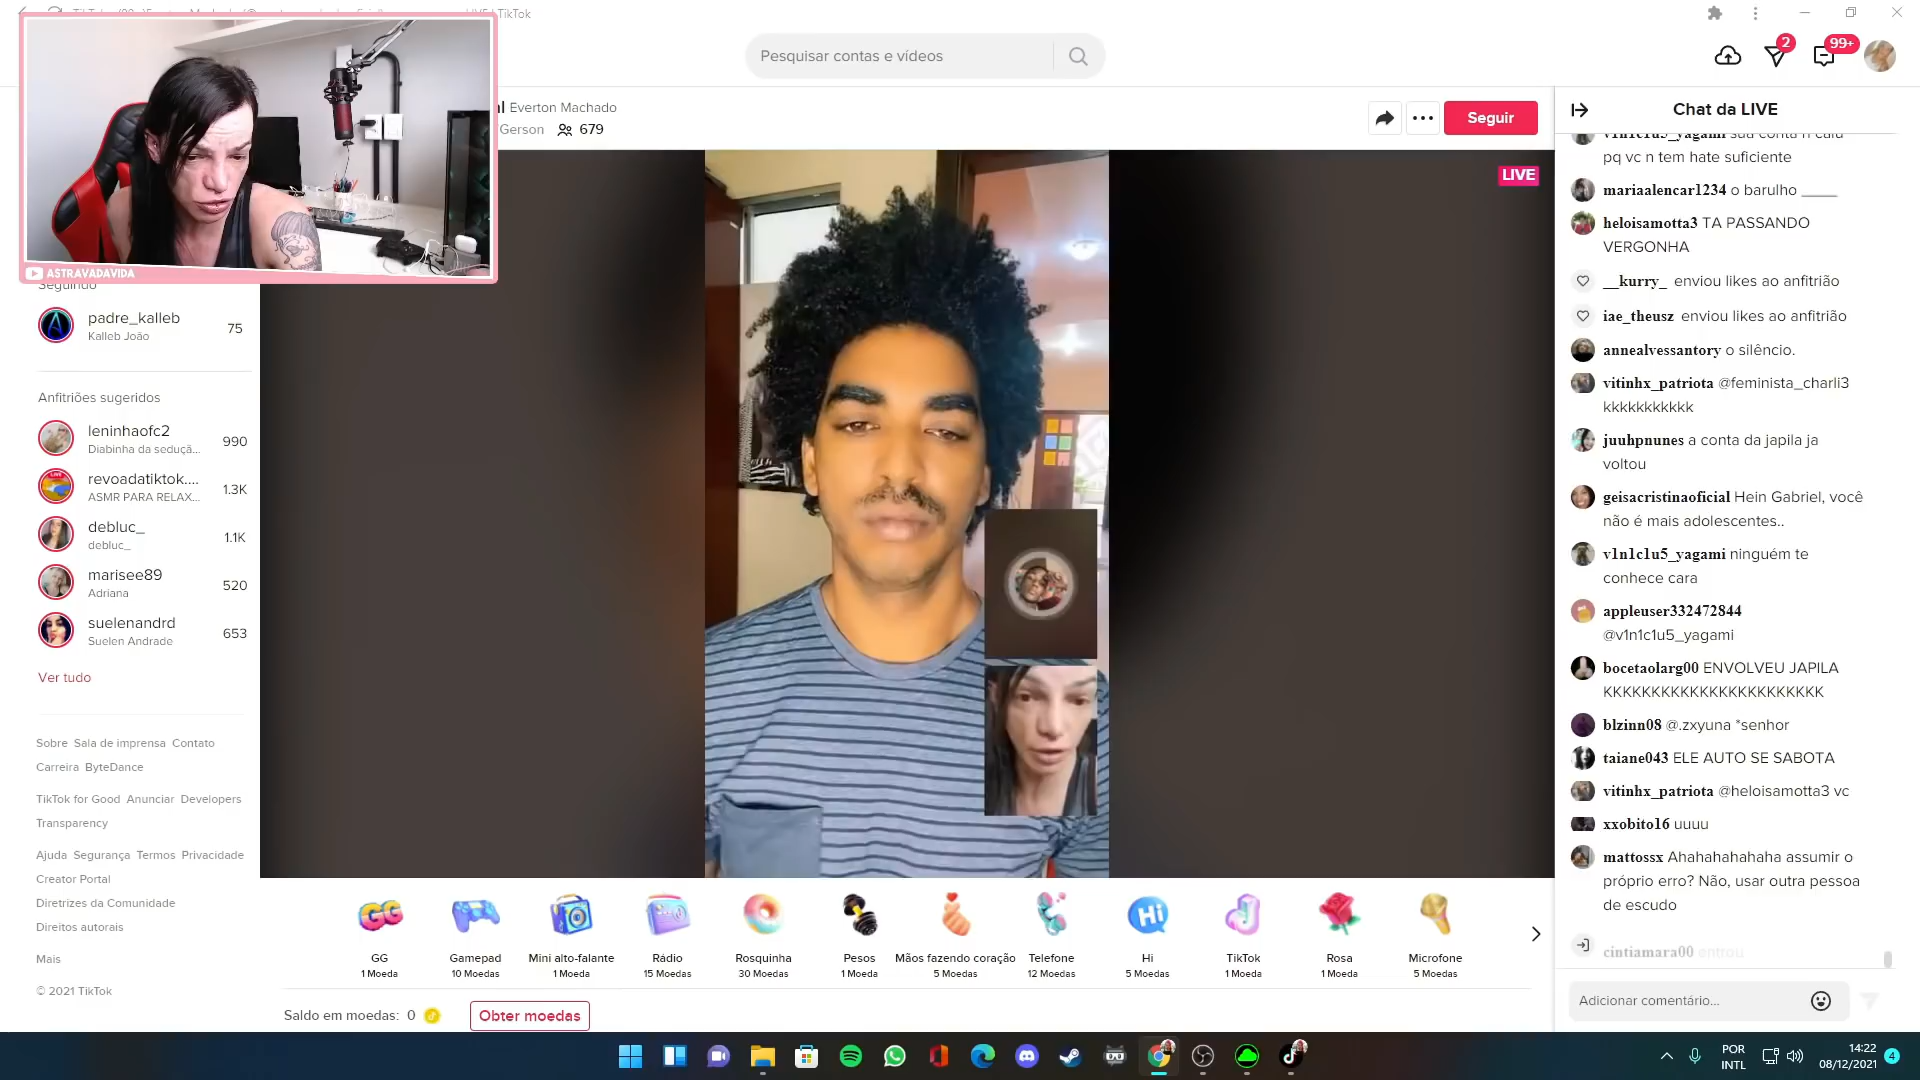 TikTok
Pesquisar contas e vídeos
2
99+
ASTRAVADAVIDA
Everton Machado
Gerson 679
Seguir
LIVE
Seguindo
padre_kalleb
Kalleb João
75
Anfitriões sugeridos
leninhaofc2
Diabinha da seduçã...
990
revoadatiktok....
ASMR PARA RELAX...
1.3K
debluc_
debluc_
1.1K
marisee89
Adriana
520
suelenandrd
Suelen Andrade
653
Ver tudo
Sobre Sala de imprensa Contato
Carreira ByteDance
TikTok for Good Anunciar Developers
Transparency
Ajuda Segurança Termos Privacidade
Creator Portal
Diretrizes da Comunidade
Direitos autorais
Mais
© 2021 TikTok
Chat da LIVE
v1n1c1u5_yagami sua conta n caiu
pq vc n tem hate suficiente
mariaalencar1234 o barulho _____
heloisamotta3 TA PASSANDO
VERGONHA
__kurry_ enviou likes ao anfitrião
iae_theusz enviou likes ao anfitrião
annealvessantory o silêncio.
vitinhx_patriota @feminista_charli3
kkkkkkkkkkk
juuhpnunes a conta da japila ja
voltou
geisacristinaoficial Hein Gabriel, você
não é mais adolescentes..
v1n1c1u5_yagami ninguém te
conhece cara
appleuser332472844
@v1n1c1u5_yagami
bocetaolarg00 ENVOLVEU JAPILA
KKKKKKKKKKKKKKKKKKKKKKK
blzinn08 @.zxyuna *senhor
taiane043 ELE AUTO SE SABOTA
vitinhx_patriota @heloisamotta3 vc
xxobito16 uuuu
mattossx Ahahahahahaha assumir o
próprio erro? Não, usar outra pessoa
de escudo
cintiamara00 entrou
Adicionar comentário...
GG
1 Moeda
Gamepad
10 Moedas
Mini alto-falante
1 Moeda
Rádio
15 Moedas
Rosquinha
30 Moedas
Pesos
1 Moeda
Mãos fazendo coração
5 Moedas
Telefone
12 Moedas
Hi
5 Moedas
TikTok
1 Moeda
Rosa
1 Moeda
Microfone
5 Moedas
Saldo em moedas: 0
Obter moedas
POR
INTL
14:22
08/12/2021
4